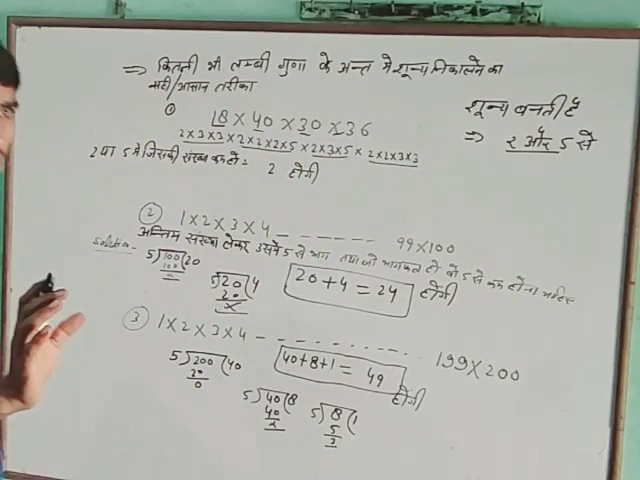 ⇒ कितनी भी लम्बी गुणा के अन्त मे शून्य निकालने का
सही/आसान तरीका
शून्य बनती है
⇒ 2 और 5 से
① 18 × 40 × 30 × 36
2×3×3×2×2×2×5×2×3×5×2×2×3×3
2 या 5 मे जिसकी संख्या कम हो = 2 होगी
② 1×2×3×4 - - - - - - - 99×100
अन्तिम संख्या लेकर उसमे 5 से भाग तथा जो भागफल हो वो 5 से कम होना चाहिए
Solution -
5)100(20
100
×
5)20(4
20
×
20+4 = 24 होंगी
③ 1×2×3×4 - - - - - - - - - - 199×200
5)200(40
20
0
40+8+1 = 49 होंगी
5)40(8
40
×
5)8(1
5
3